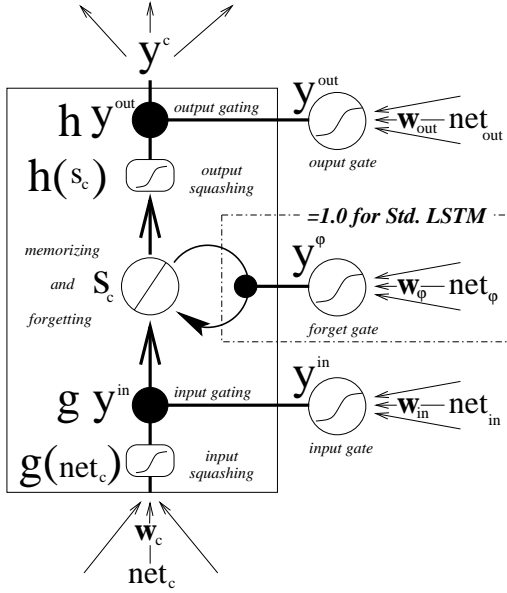 y^c
h y^out output gating y^out
w_out net_out
ouput gate
h(s_c) output squashing
=1.0 for Std. LSTM
memorizing and forgetting
s_c
y^φ
w_φ net_φ
forget gate
g y^in input gating y^in
w_in net_in
input gate
g(net_c) input squashing
w_c
net_c